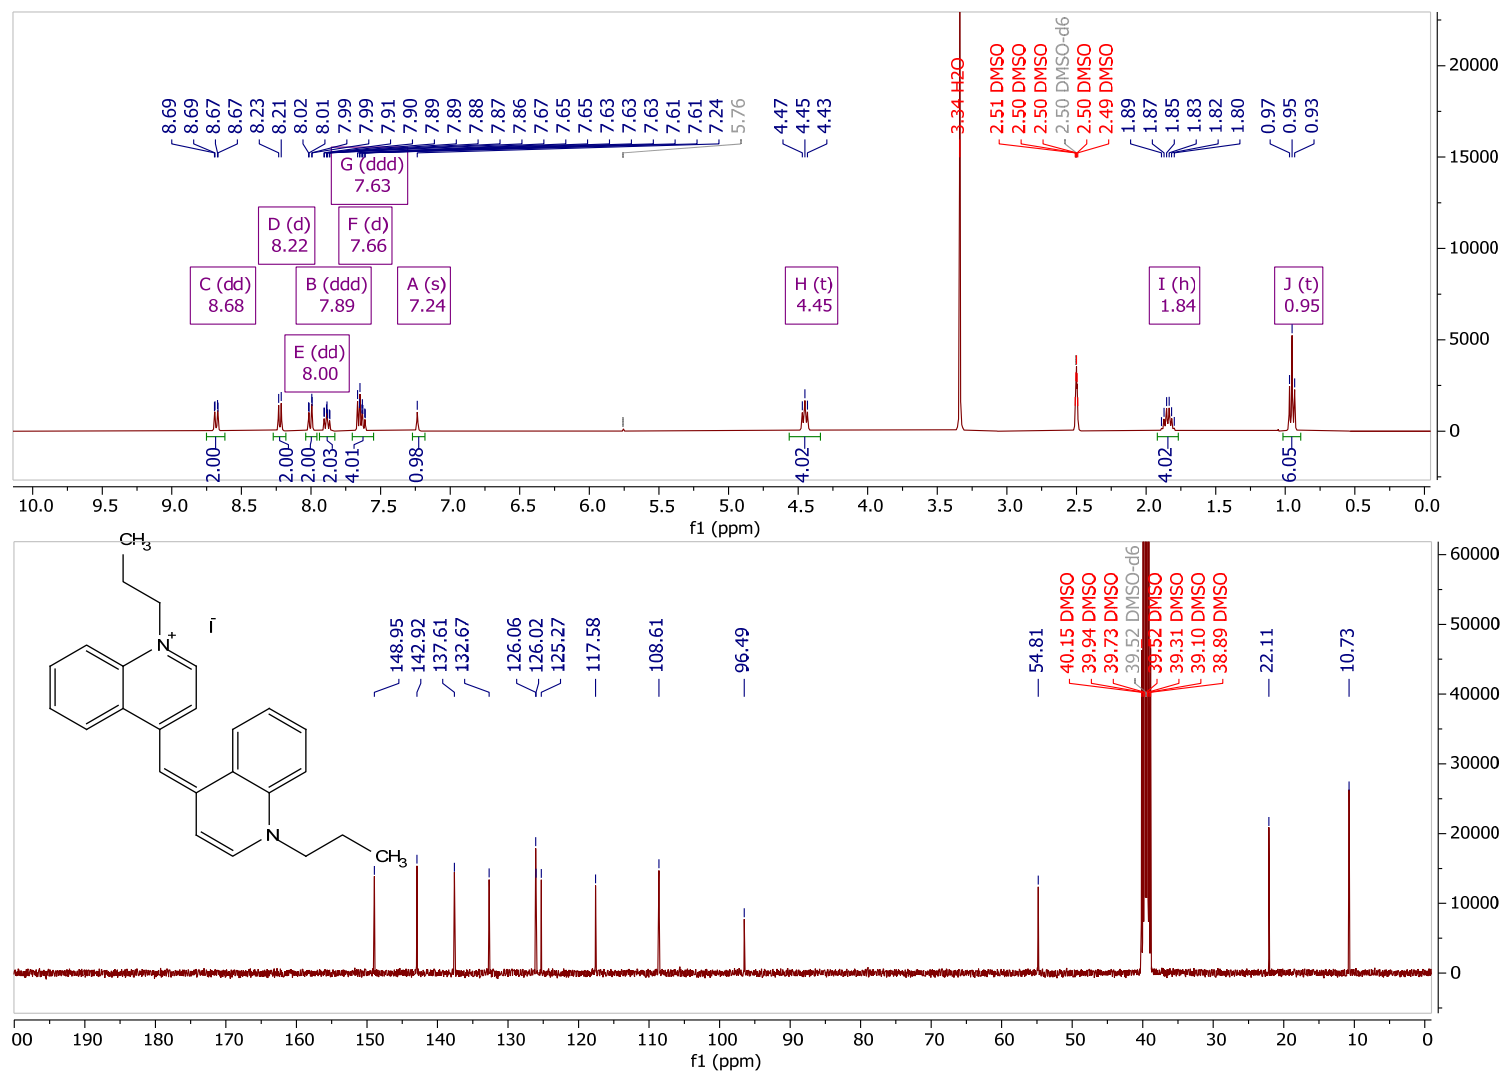 8.69 8.69 8.67 8.67 8.23 8.21 8.02 8.01 7.99 7.99 7.91 7.90 7.89 7.89 7.88 7.87 7.86 7.67 7.65 7.65 7.63 7.63 7.63 7.61 7.61 7.24 5.76 4.47 4.45 4.43 3.34 H2O 2.51 DMSO 2.50 DMSO 2.50 DMSO 2.50 DMSO-d6 2.50 DMSO 2.49 DMSO 1.89 1.87 1.85 1.83 1.82 1.80 0.97 0.95 0.93
20000
15000
10000
5000
0
G (ddd)
7.63
D (d)
8.22
F (d)
7.66
C (dd)
8.68
B (ddd)
7.89
A (s)
7.24
H (t)
4.45
I (h)
1.84
J (t)
0.95
E (dd)
8.00
2.00 2.00 2.00 2.03 4.01 0.98 4.02 4.02 6.05
10.0 9.5 9.0 8.5 8.0 7.5 7.0 6.5 6.0 5.5 5.0 4.5 4.0 3.5 3.0 2.5 2.0 1.5 1.0 0.5 0.0
f1 (ppm)
CH3
N+
I-
N
CH3
148.95 142.92 137.61 132.67 126.06 126.02 125.27 117.58 108.61 96.49 54.81 40.15 DMSO 39.94 DMSO 39.73 DMSO 39.52 DMSO-d6 39.52 DMSO 39.31 DMSO 39.10 DMSO 38.89 DMSO 22.11 10.73
60000
50000
40000
30000
20000
10000
0
00 190 180 170 160 150 140 130 120 110 100 90 80 70 60 50 40 30 20 10 0
f1 (ppm)